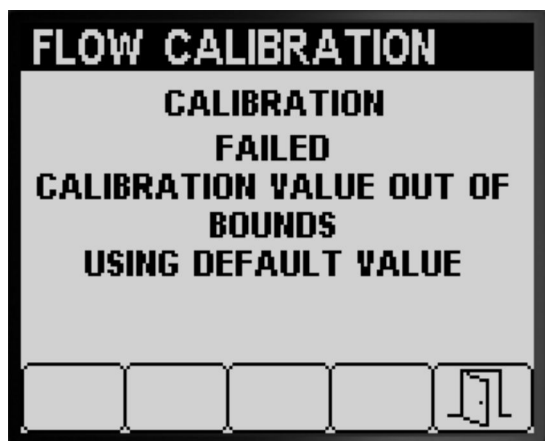 FLOW CALIBRATION
CALIBRATION
FAILED
CALIBRATION VALUE OUT OF
BOUNDS
USING DEFAULT VALUE